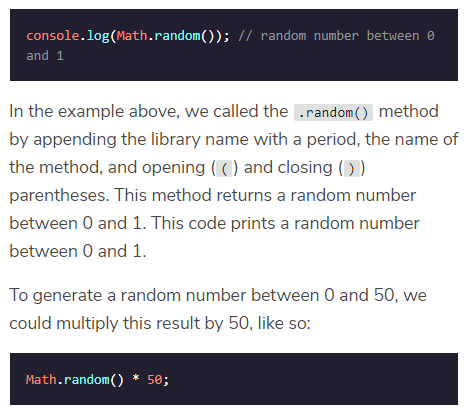 console.log(Math.random()); // random number between 0
and 1
In the example above, we called the .random() method
by appending the library name with a period, the name of
the method, and opening (() and closing ())
parentheses. This method returns a random number
between 0 and 1. This code prints a random number
between 0 and 1.
To generate a random number between 0 and 50, we
could multiply this result by 50, like so:
Math.random() * 50;